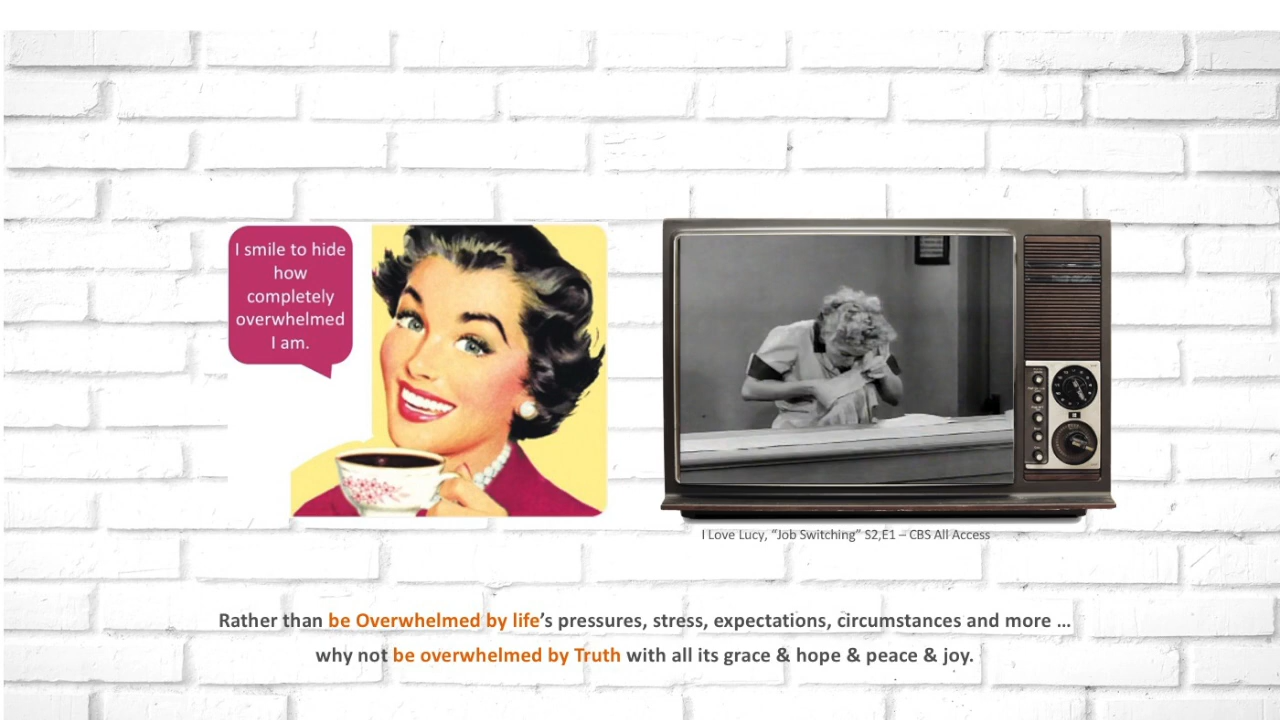 I smile to hide
how
completely
overwhelmed
I am.
I Love Lucy, “Job Switching” S2,E1 – CBS All Access
Rather than be Overwhelmed by life’s pressures, stress, expectations, circumstances and more …
why not be overwhelmed by Truth with all its grace & hope & peace & joy.